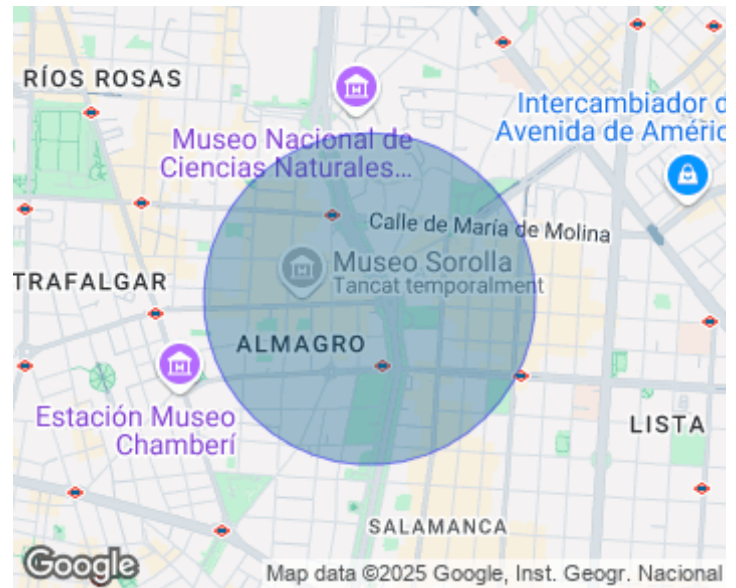 RÍOS ROSAS
Intercambiador d
Avenida de Améric
Museo Nacional de
Ciencias Naturales...
Calle de María de Molina
Museo Sorolla
Tancat temporalment
TRAFALGAR
ALMAGRO
Estación Museo
Chamberí
LISTA
SALAMANCA
Google
Map data ©2025 Google, Inst. Geogr. Nacional